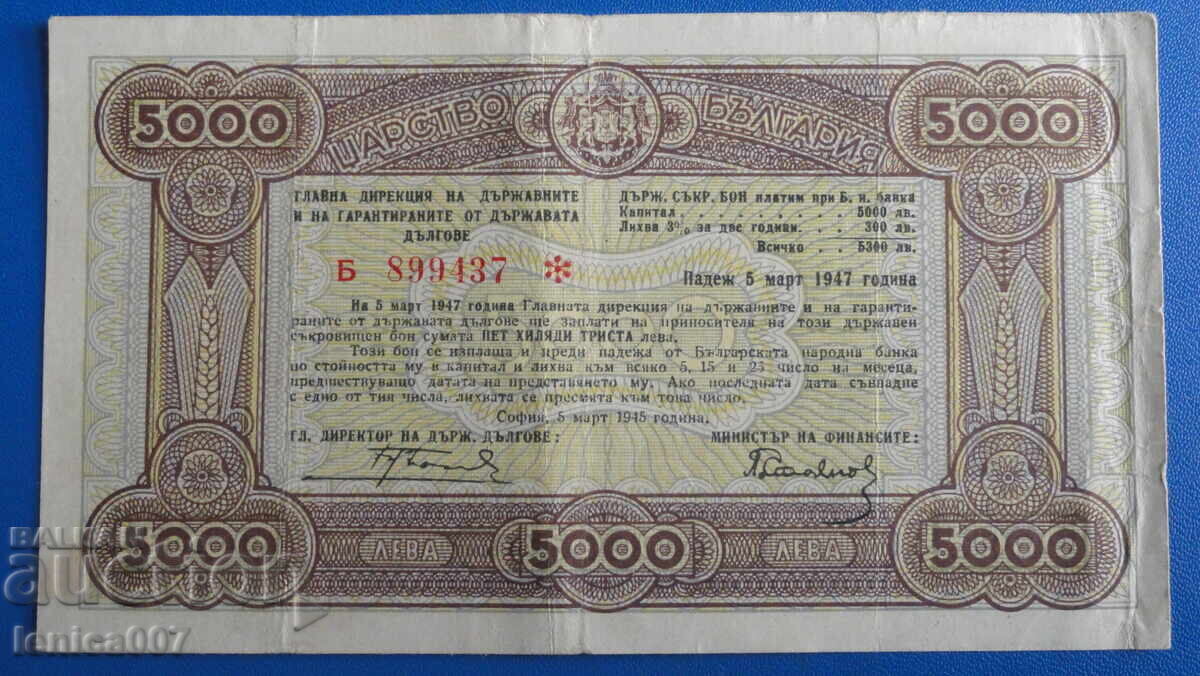 5000
ЦАРСТВО БЪЛГАРИЯ
5000
ГЛАВНА ДИРЕКЦИЯ НА ДЪРЖАВНИТЕ
И НА ГАРАНТИРАНИТЕ ОТ ДЪРЖАВАТА
ДЪЛГОВЕ
ДЪРЖ. СЪКР. БОН платим при Б. н. банка
Капитал . . . . . . . . . 5000 лв.
Лихва 3% за две години. . . 300 лв.
Всичко . . 5300 лв.
Б 899437 *
Падеж 5 март 1947 година
На 5 март 1947 година Главната дирекция на държавните и на гаранти-
раните от държавата дългове ще заплати на приносителя на този държавен
съкровищен бон сумата ПЕТ ХИЛЯДИ ТРИСТА лева.
Този бон се изплаща и преди падежа от Българската народна банка
по стойността му в капитал и лихва към всяко 5, 15 и 25 число на месеца,
предшествуващо датата на представянето му. Ако последната дата съвпадне
с едно от тия числа, лихвата се пресмята към това число.
София, 5 март 1945 година.
ГЛ. ДИРЕКТОР НА ДЪРЖ. ДЪЛГОВЕ:
МИНИСТЪР НА ФИНАНСИТЕ:
5000
ЛЕВА
5000
ЛЕВА
5000
BALKAN
auction
lenica007